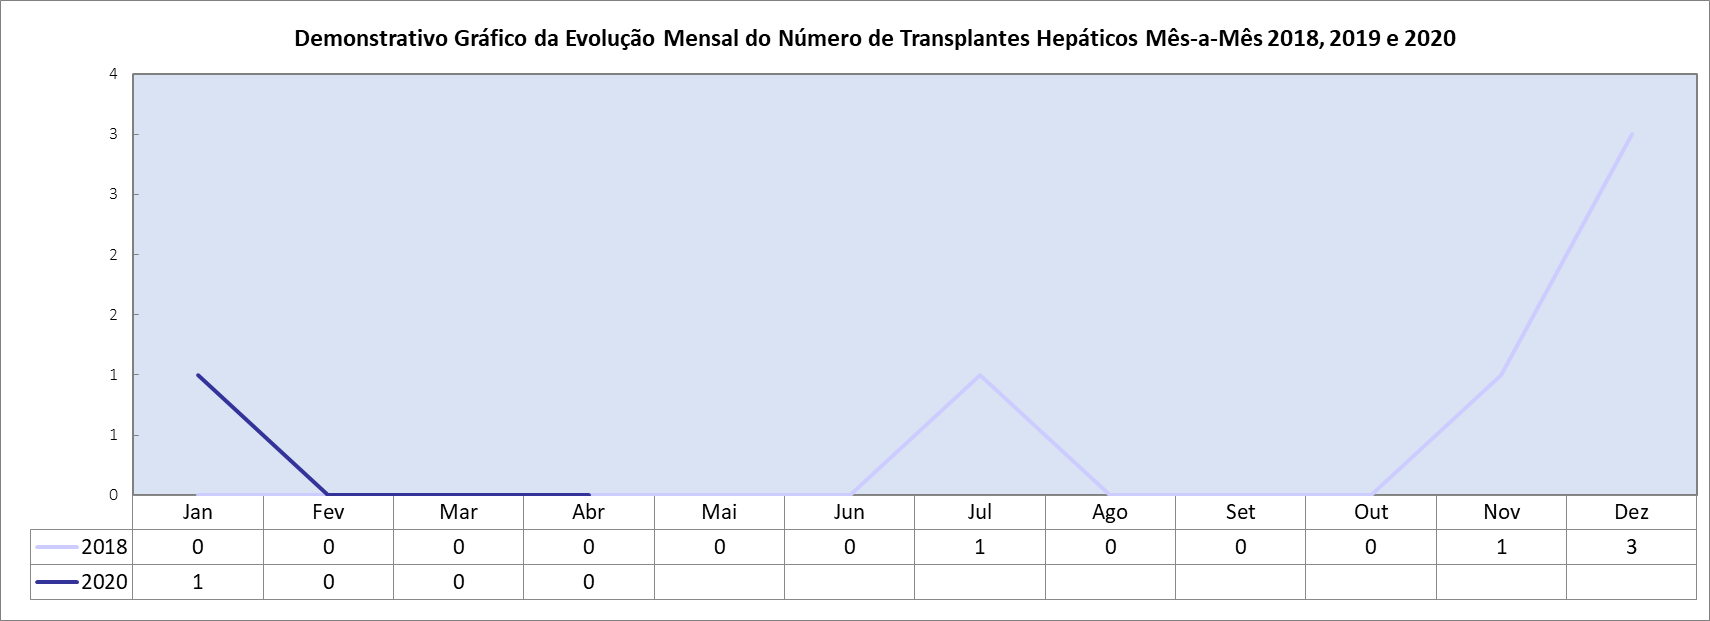 Demonstrativo Gráfico da Evolução Mensal do Número de Transplantes Hepáticos Mês-a-Mês 2018, 2019 e 2020
4
3
3
2
2
1
1
0
Jan Fev Mar Abr Mai Jun Jul Ago Set Out Nov Dez
2018 0 0 0 0 0 0 1 0 0 0 1 3
2020 1 0 0 0